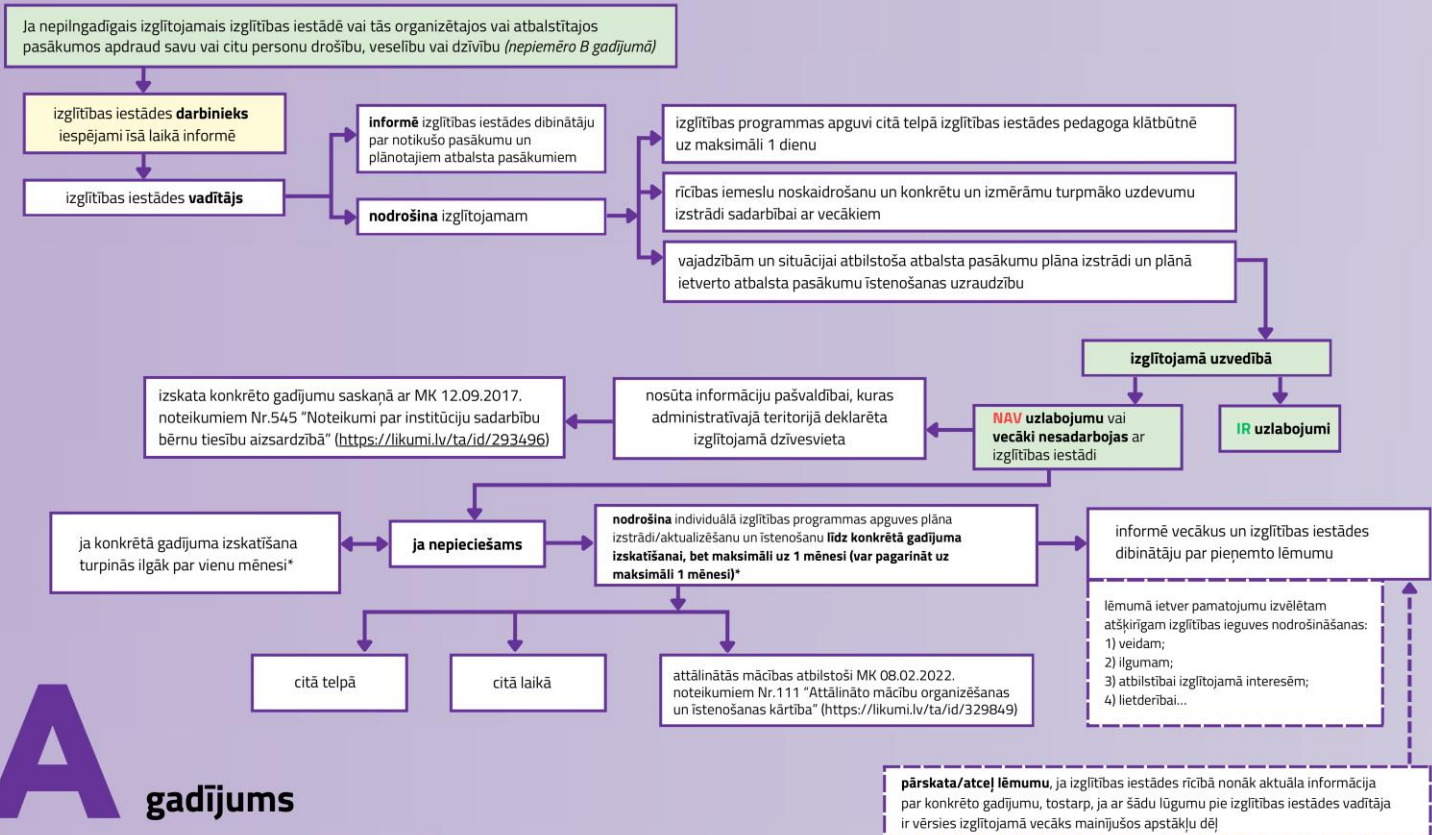 Ja nepilngadīgais izglītojamais izglītības iestādē vai tās organizētajos vai atbalstītajos
pasākumos apdraud savu vai citu personu drošību, veselību vai dzīvību (nepiemēro B gadījumā)
izglītības iestādes darbinieks
iespējami īsā laikā informē
izglītības iestādes vadītājs
informē izglītības iestādes dibinātāju
par notikušo pasākumu un
plānotajiem atbalsta pasākumiem
nodrošina izglītojamam
izglītības programmas apguvi citā telpā izglītības iestādes pedagoga klātbūtnē
uz maksimāli 1 dienu
rīcības iemeslu noskaidrošanu un konkrētu un izmērāmu turpmāko uzdevumu
izstrādi sadarbībai ar vecākiem
vajadzībām un situācijai atbilstoša atbalsta pasākumu plāna izstrādi un plānā
ietverto atbalsta pasākumu īstenošanas uzraudzību
izglītojamā uzvedībā
NAV uzlabojumu vai
vecāki nesadarbojas ar
izglītības iestādi
IR uzlabojumi
nosūta informāciju pašvaldībai, kuras
administratīvajā teritorijā deklarēta
izglītojamā dzīvesvieta
izskata konkrēto gadījumu saskaņā ar MK 12.09.2017.
noteikumiem Nr.545 "Noteikumi par institūciju sadarbību
bērnu tiesību aizsardzībā" (https://likumi.lv/ta/id/293496)
ja konkrētā gadījuma izskatīšana
turpinās ilgāk par vienu mēnesi*
ja nepieciešams
nodrošina individuālā izglītības programmas apguves plāna
izstrādi/aktualizēšanu un īstenošanu līdz konkrētā gadījuma
izskatīšanai, bet maksimāli uz 1 mēnesi (var pagarināt uz
maksimāli 1 mēnesi)*
informē vecākus un izglītības iestādes
dibinātāju par pieņemto lēmumu
lēmumā ietver pamatojumu izvēlētam
atšķirīgam izglītības ieguves nodrošināšanas:
1) veidam;
2) ilgumam;
3) atbilstībai izglītojamā interesēm;
4) lietderībai...
citā telpā
citā laikā
attālinātās mācības atbilstoši MK 08.02.2022.
noteikumiem Nr.111 "Attālināto mācību organizēšanas
un īstenošanas kārtība" (https://likumi.lv/ta/id/329849)
pārskata/atceļ lēmumu, ja izglītības iestādes rīcībā nonāk aktuāla informācija
par konkrēto gadījumu, tostarp, ja ar šādu lūgumu pie izglītības iestādes vadītāja
ir vērsies izglītojamā vecāks mainījušos apstākļu dēļ
A gadījums